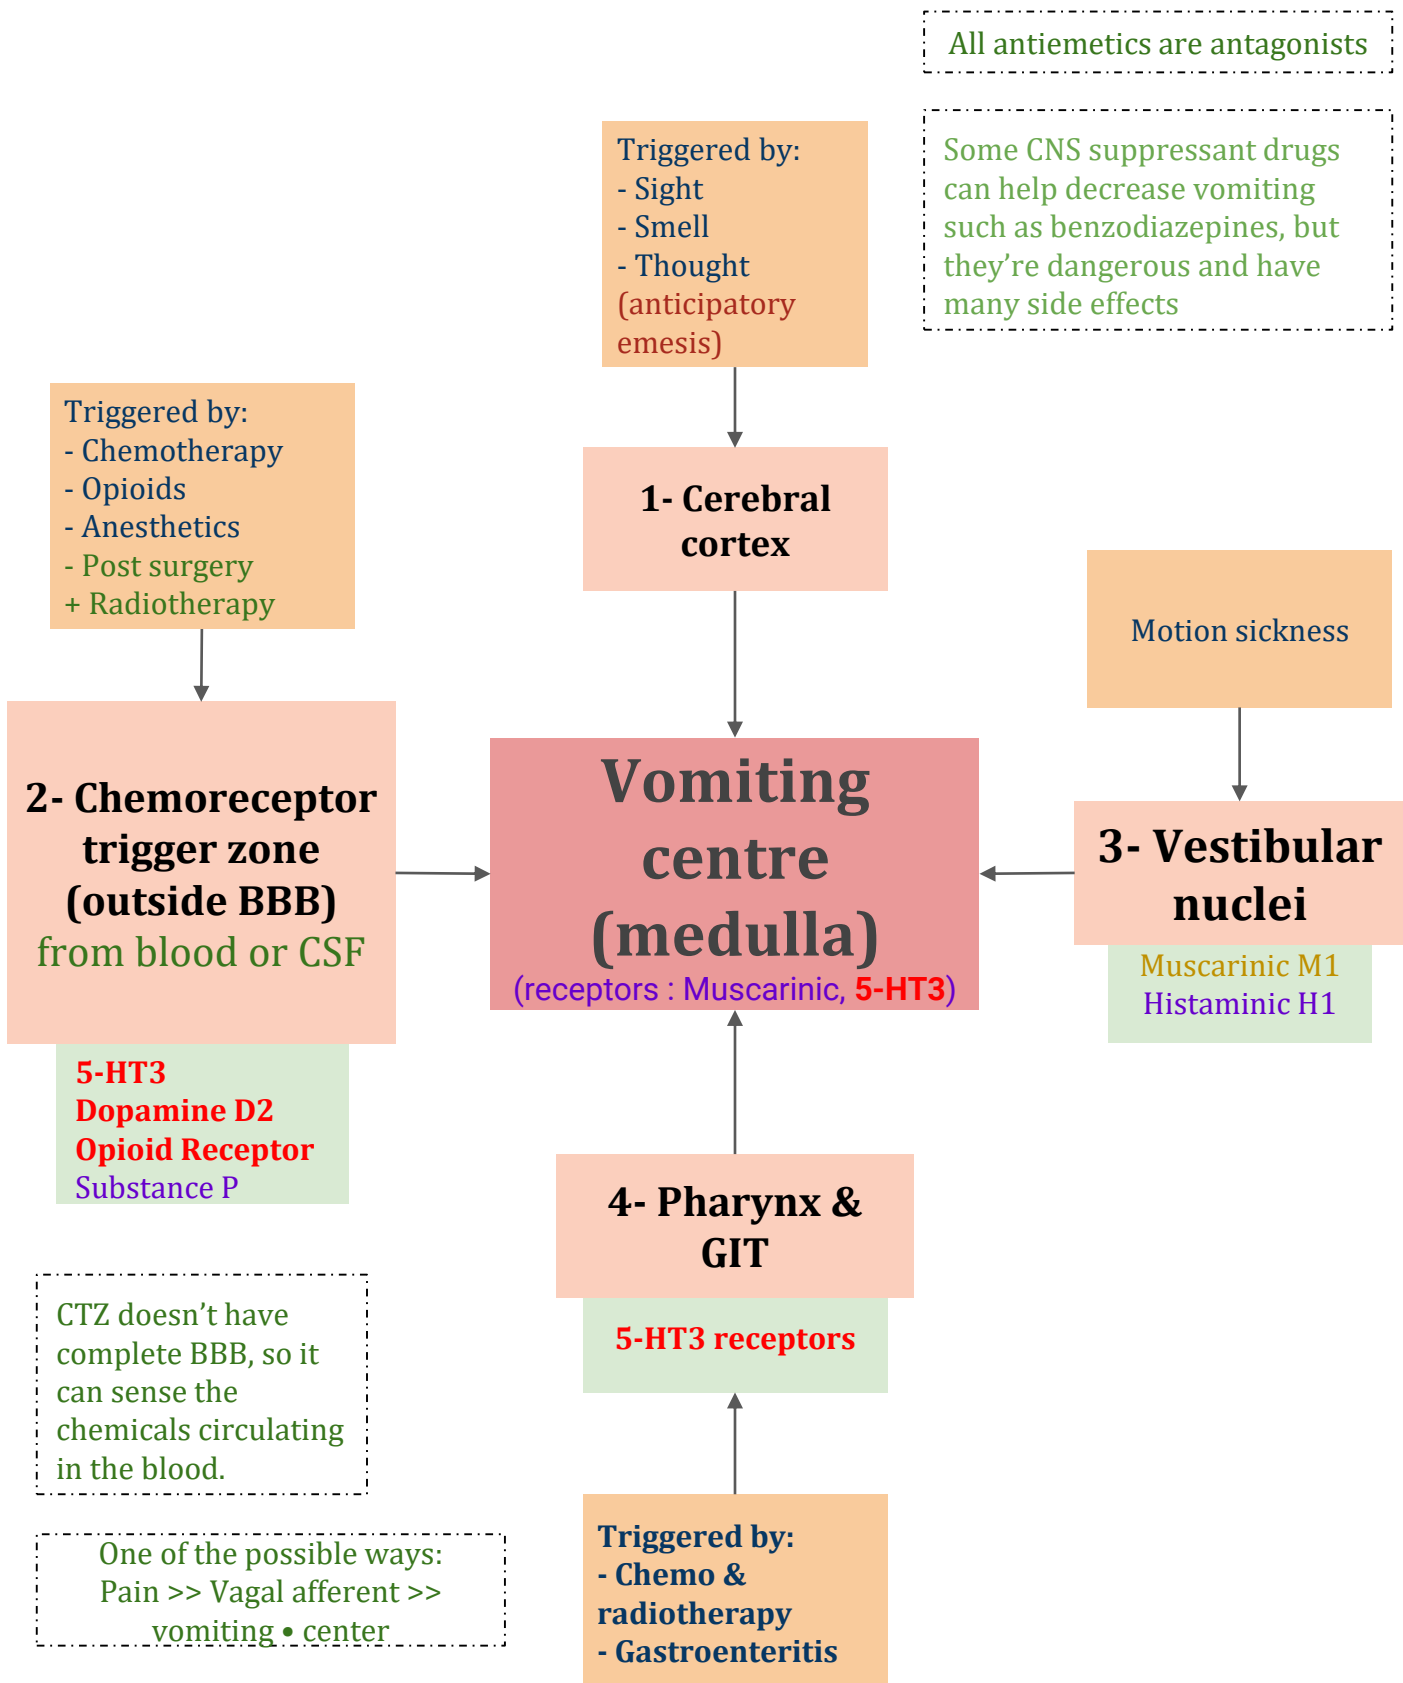 All antiemetics are antagonists
Some CNS suppressant drugs
can help decrease vomiting
such as benzodiazepines, but
they’re dangerous and have
many side effects
Triggered by:
- Sight
- Smell
- Thought
(anticipatory
emesis)
Triggered by:
- Chemotherapy
- Opioids
- Anesthetics
- Post surgery
+ Radiotherapy
1- Cerebral
cortex
Motion sickness
2- Chemoreceptor
trigger zone
(outside BBB)
from blood or CSF
Vomiting
centre
(medulla)
(receptors : Muscarinic, 5-HT3)
3- Vestibular
nuclei
Muscarinic M1
Histaminic H1
5-HT3
Dopamine D2
Opioid Receptor
Substance P
4- Pharynx &
GIT
5-HT3 receptors
CTZ doesn’t have
complete BBB, so it
can sense the
chemicals circulating
in the blood.
One of the possible ways:
Pain >> Vagal afferent >>
vomiting • center
Triggered by:
- Chemo &
radiotherapy
- Gastroenteritis